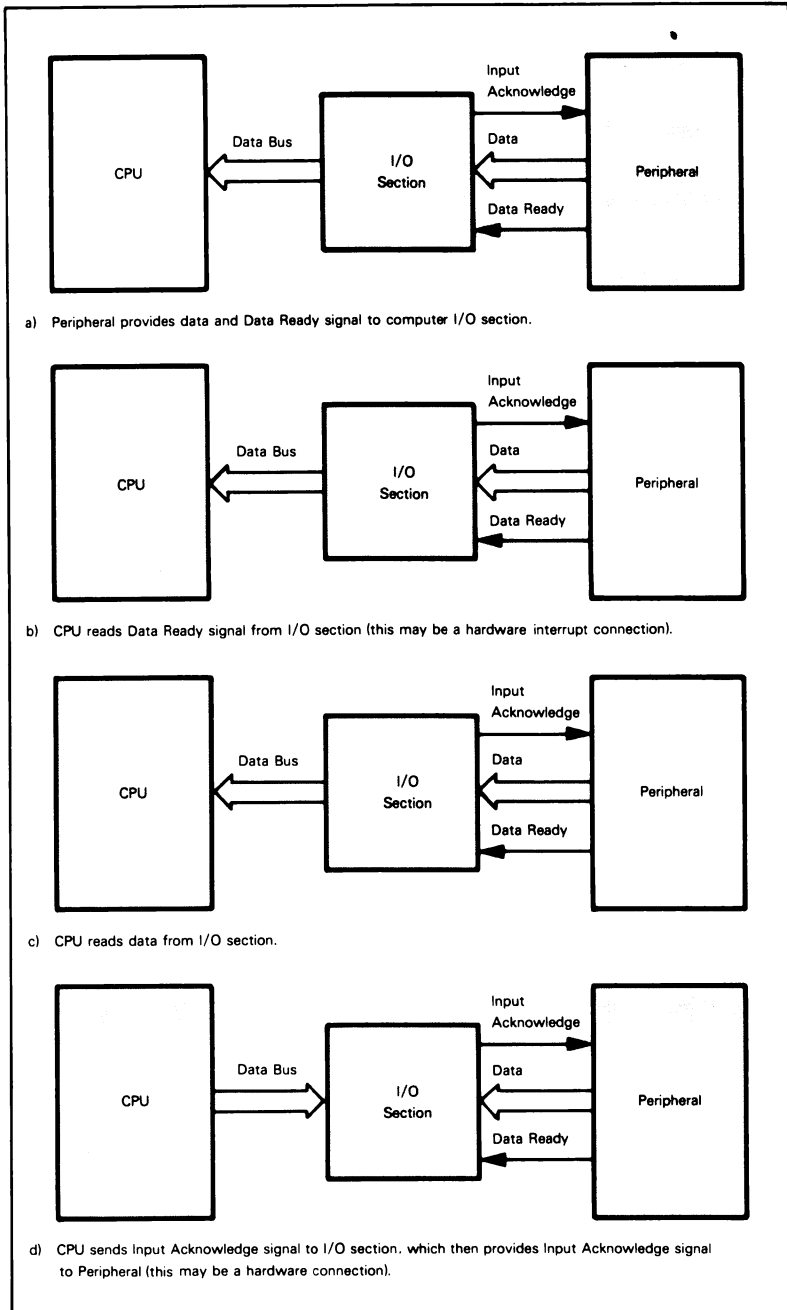 Input
Acknowledge
Data Bus
Data
CPU
I/O
Section
Peripheral
Data Ready
a) Peripheral provides data and Data Ready signal to computer I/O section.
Input
Acknowledge
Data Bus
Data
CPU
I/O
Section
Peripheral
Data Ready
b) CPU reads Data Ready signal from I/O section (this may be a hardware interrupt connection).
Input
Acknowledge
Data Bus
Data
CPU
I/O
Section
Peripheral
Data Ready
c) CPU reads data from I/O section.
Input
Acknowledge
Data Bus
Data
CPU
I/O
Section
Peripheral
Data Ready
d) CPU sends Input Acknowledge signal to I/O section, which then provides Input Acknowledge signal
to Peripheral (this may be a hardware connection).